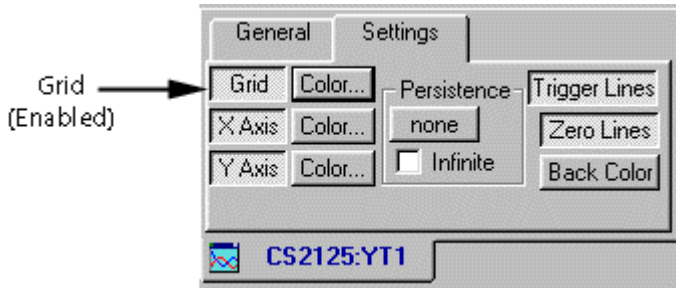 General Settings
Grid
(Enabled)
Grid Color... Persistence Trigger Lines
X Axis Color... none Zero Lines
Y Axis Color... Infinite Back Color
CS2125:YT1